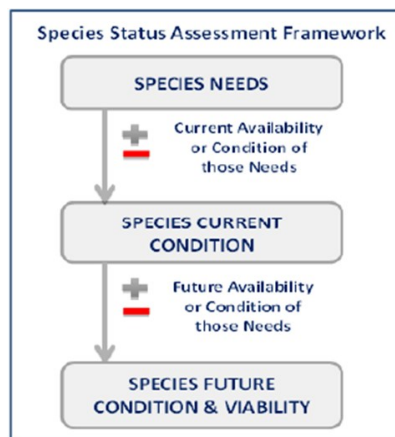 Species Status Assessment Framework
SPECIES NEEDS
Current Availability
or Condition of
those Needs
SPECIES CURRENT
CONDITION
Future Availability
or Condition of
those Needs
SPECIES FUTURE
CONDITION & VIABILITY